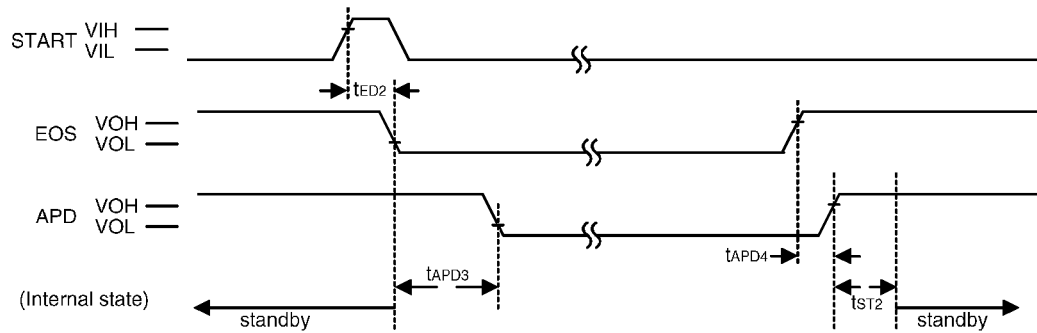 START VIH
VIL
tED2
EOS VOH
VOL
APD VOH
VOL
tAPD4
tAPD3
tST2
(Internal state)
standby
standby